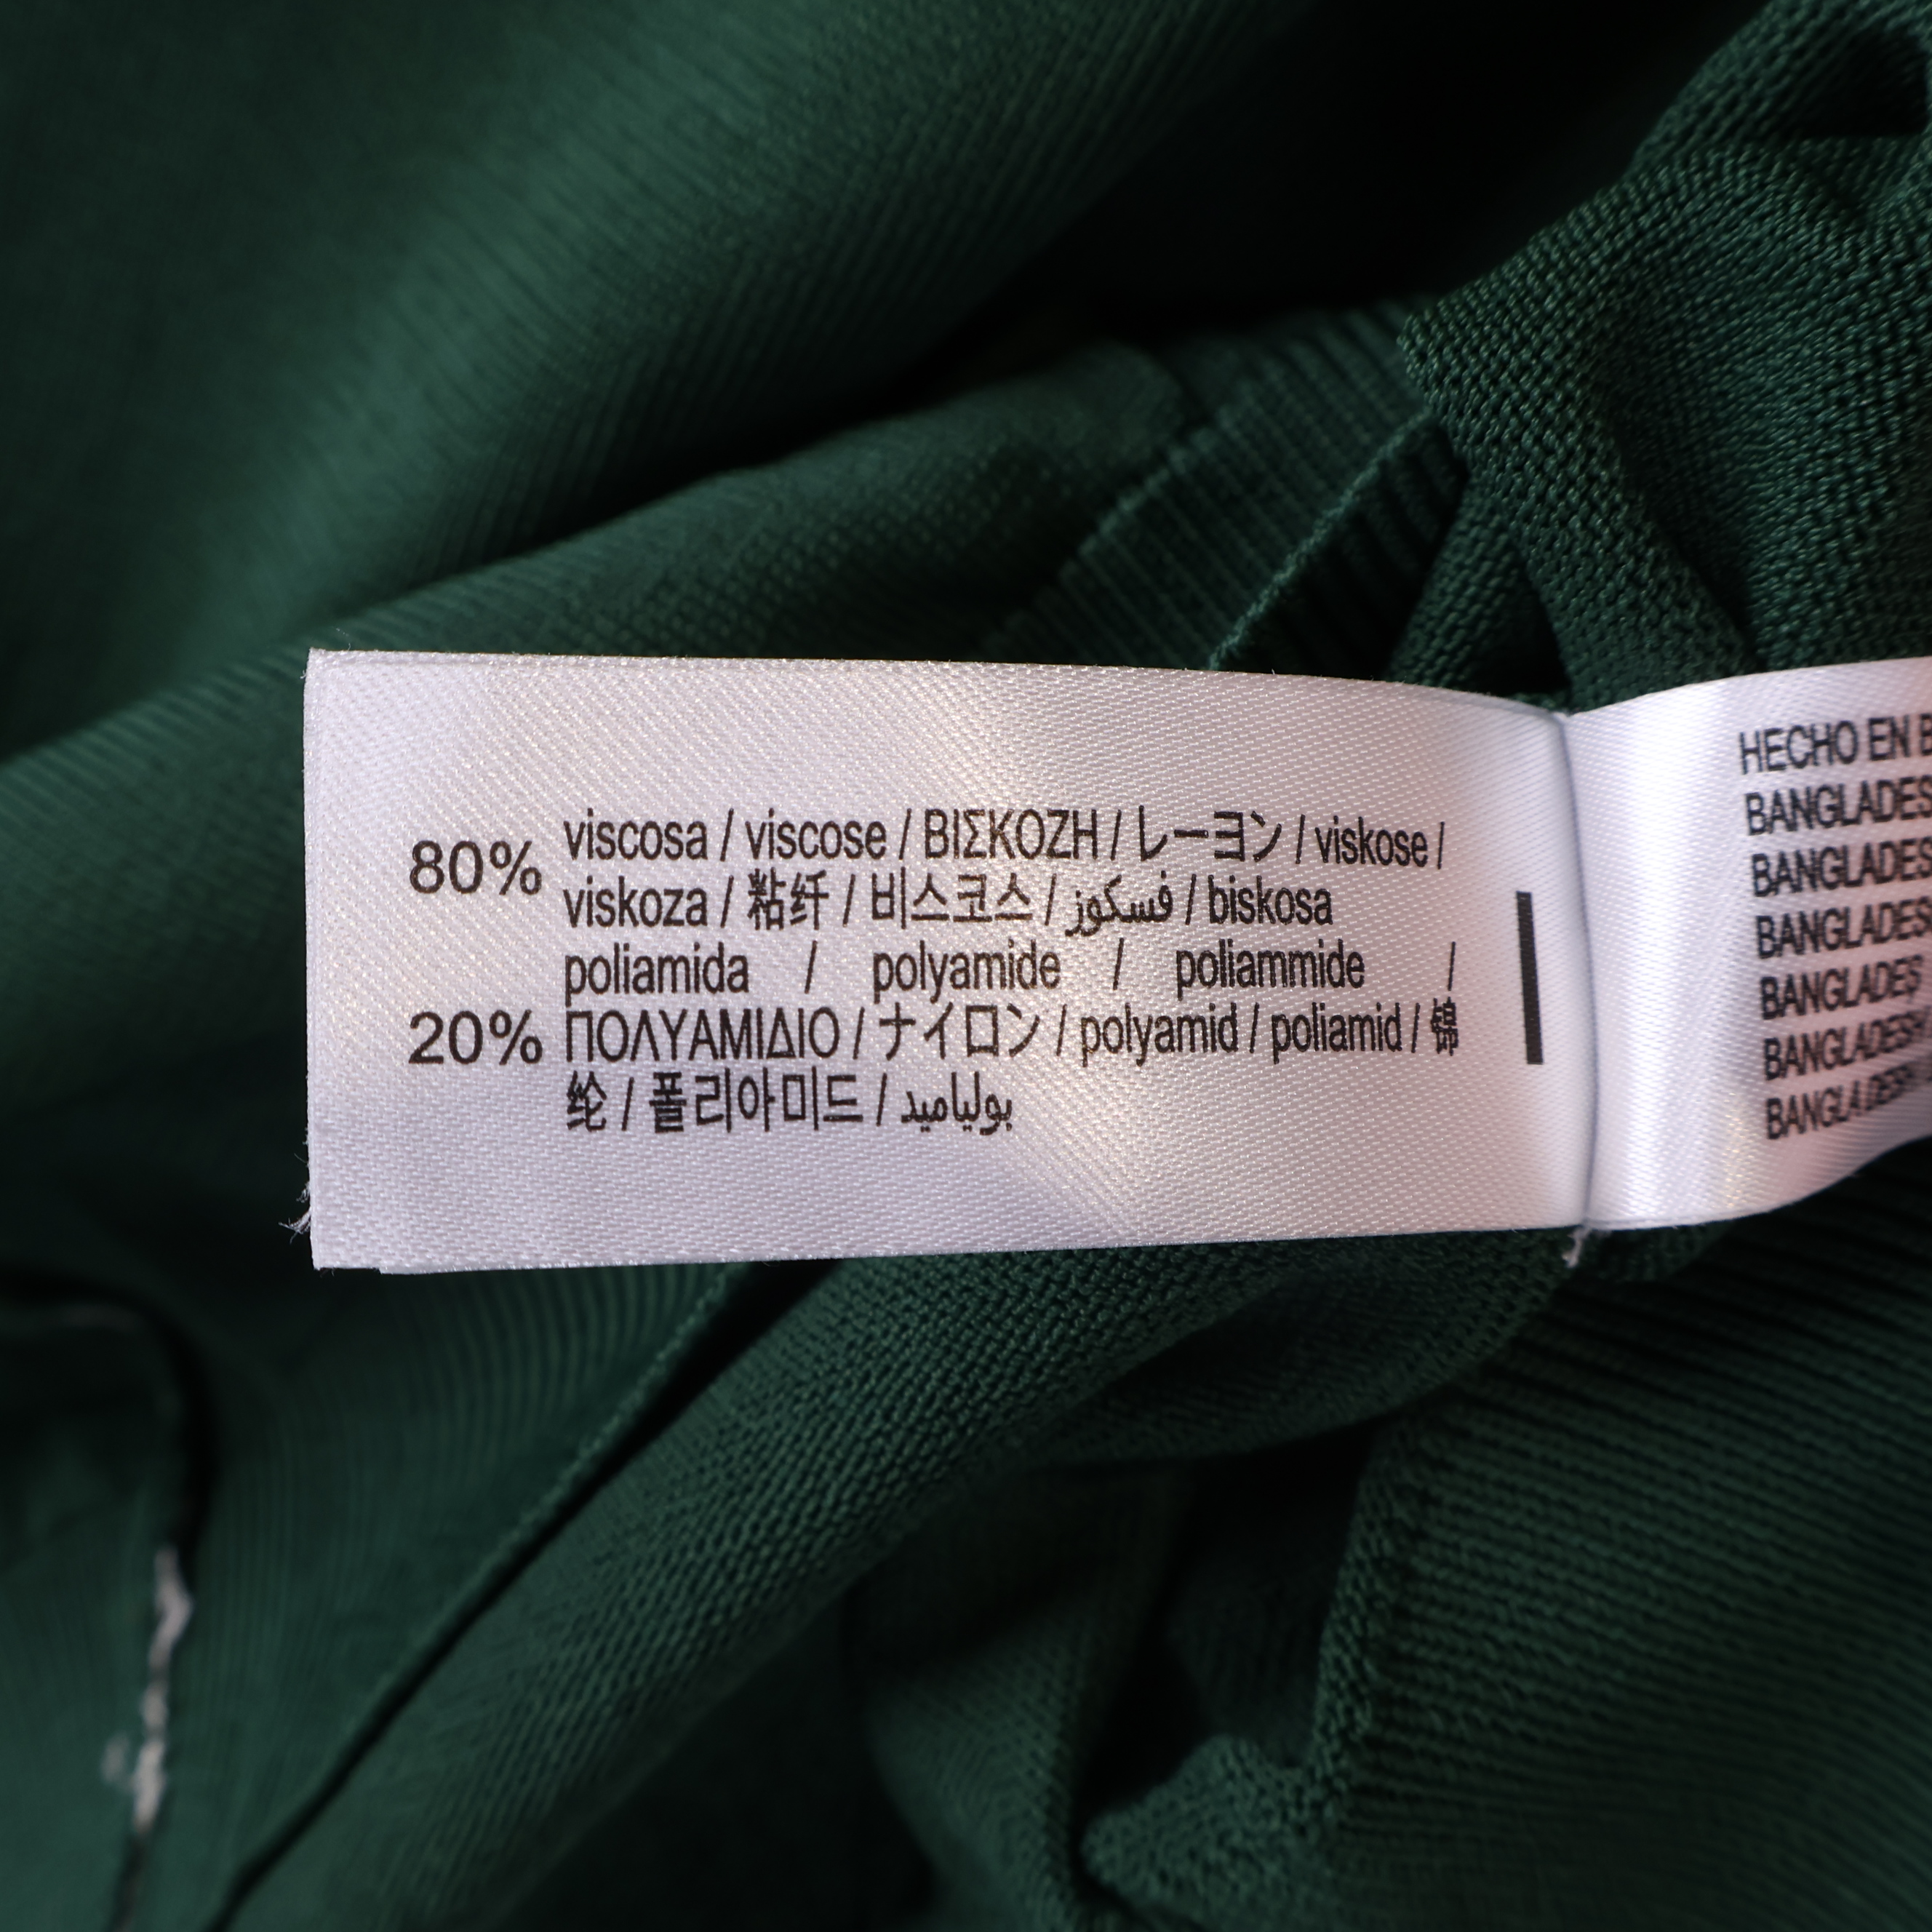 80% viscosa / viscose / ΒΙΣΚΟΖΗ / レーヨン / viskose /
viskoza / 粘纤 / 비스코스 / فسكوز / biskosa
poliamida / polyamide / poliammide /
20% ΠΟΛΥΑΜΙΔΙΟ / ナイロン / polyamid / poliamid / 锦
纶 / 폴리아미드 / بولياميد
HECHO EN B
BANGLADES
BANGLADES
BANGLADES
BANGLADES
BANGLADESH
BANGLADESH